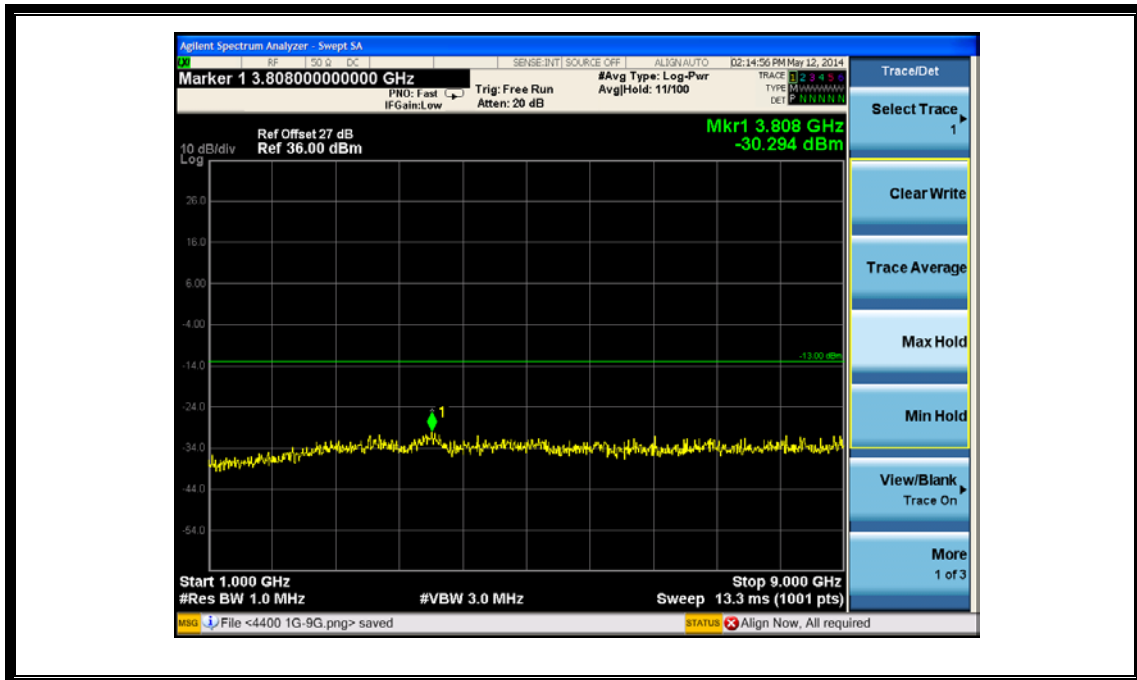 Agilent Spectrum Analyzer - Swept SA
RF 50 Ω DC SENSE:INT SOURCE OFF ALIGNAUTO 02:14:56 PM May 12, 2014
Marker 1 3.808000000000 GHz
PNO: Fast
IFGain:Low
Trig: Free Run
Atten: 20 dB
#Avg Type: Log-Pwr
Avg|Hold: 11/100
TRACE 1 2 3 4 5 6
TYPE M
DET P N N N N N
Mkr1 3.808 GHz
-30.294 dBm
Ref Offset 27 dB
10 dB/div Ref 36.00 dBm
Log
26.0
16.0
6.00
-4.00
-13.00 dBm
-14.0
-24.0
1
-34.0
-44.0
-54.0
Start 1.000 GHz
Stop 9.000 GHz
#Res BW 1.0 MHz
#VBW 3.0 MHz
Sweep 13.3 ms (1001 pts)
MSG File <4400 1G-9G.png> saved
STATUS Align Now, All required
Trace/Det
Select Trace
1
Clear Write
Trace Average
Max Hold
Min Hold
View/Blank
Trace On
More
1 of 3